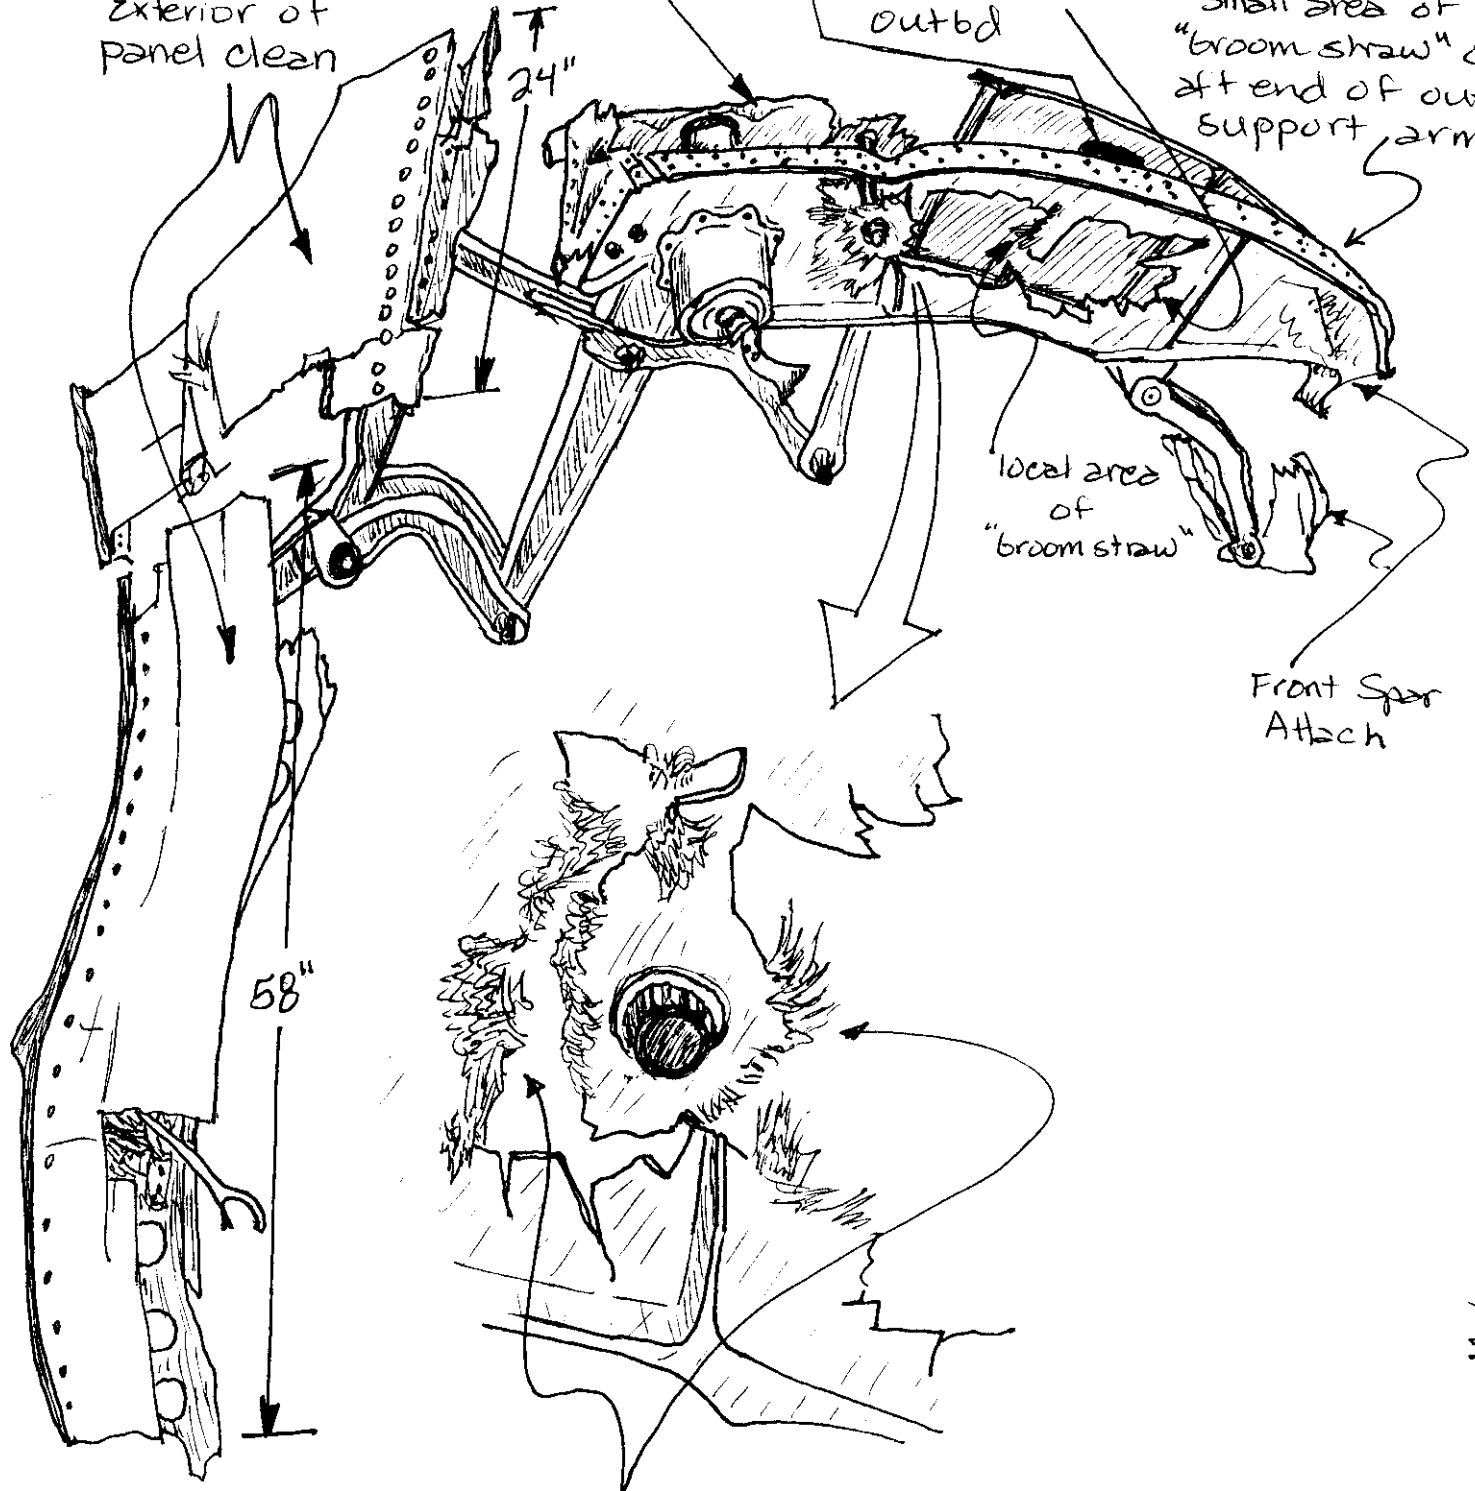 Exterior of
panel clean
24"
outbd
small area of
"broom straw"
aft end of
support arm
local area
of
"broom straw"
Front Spar
Attach
58"